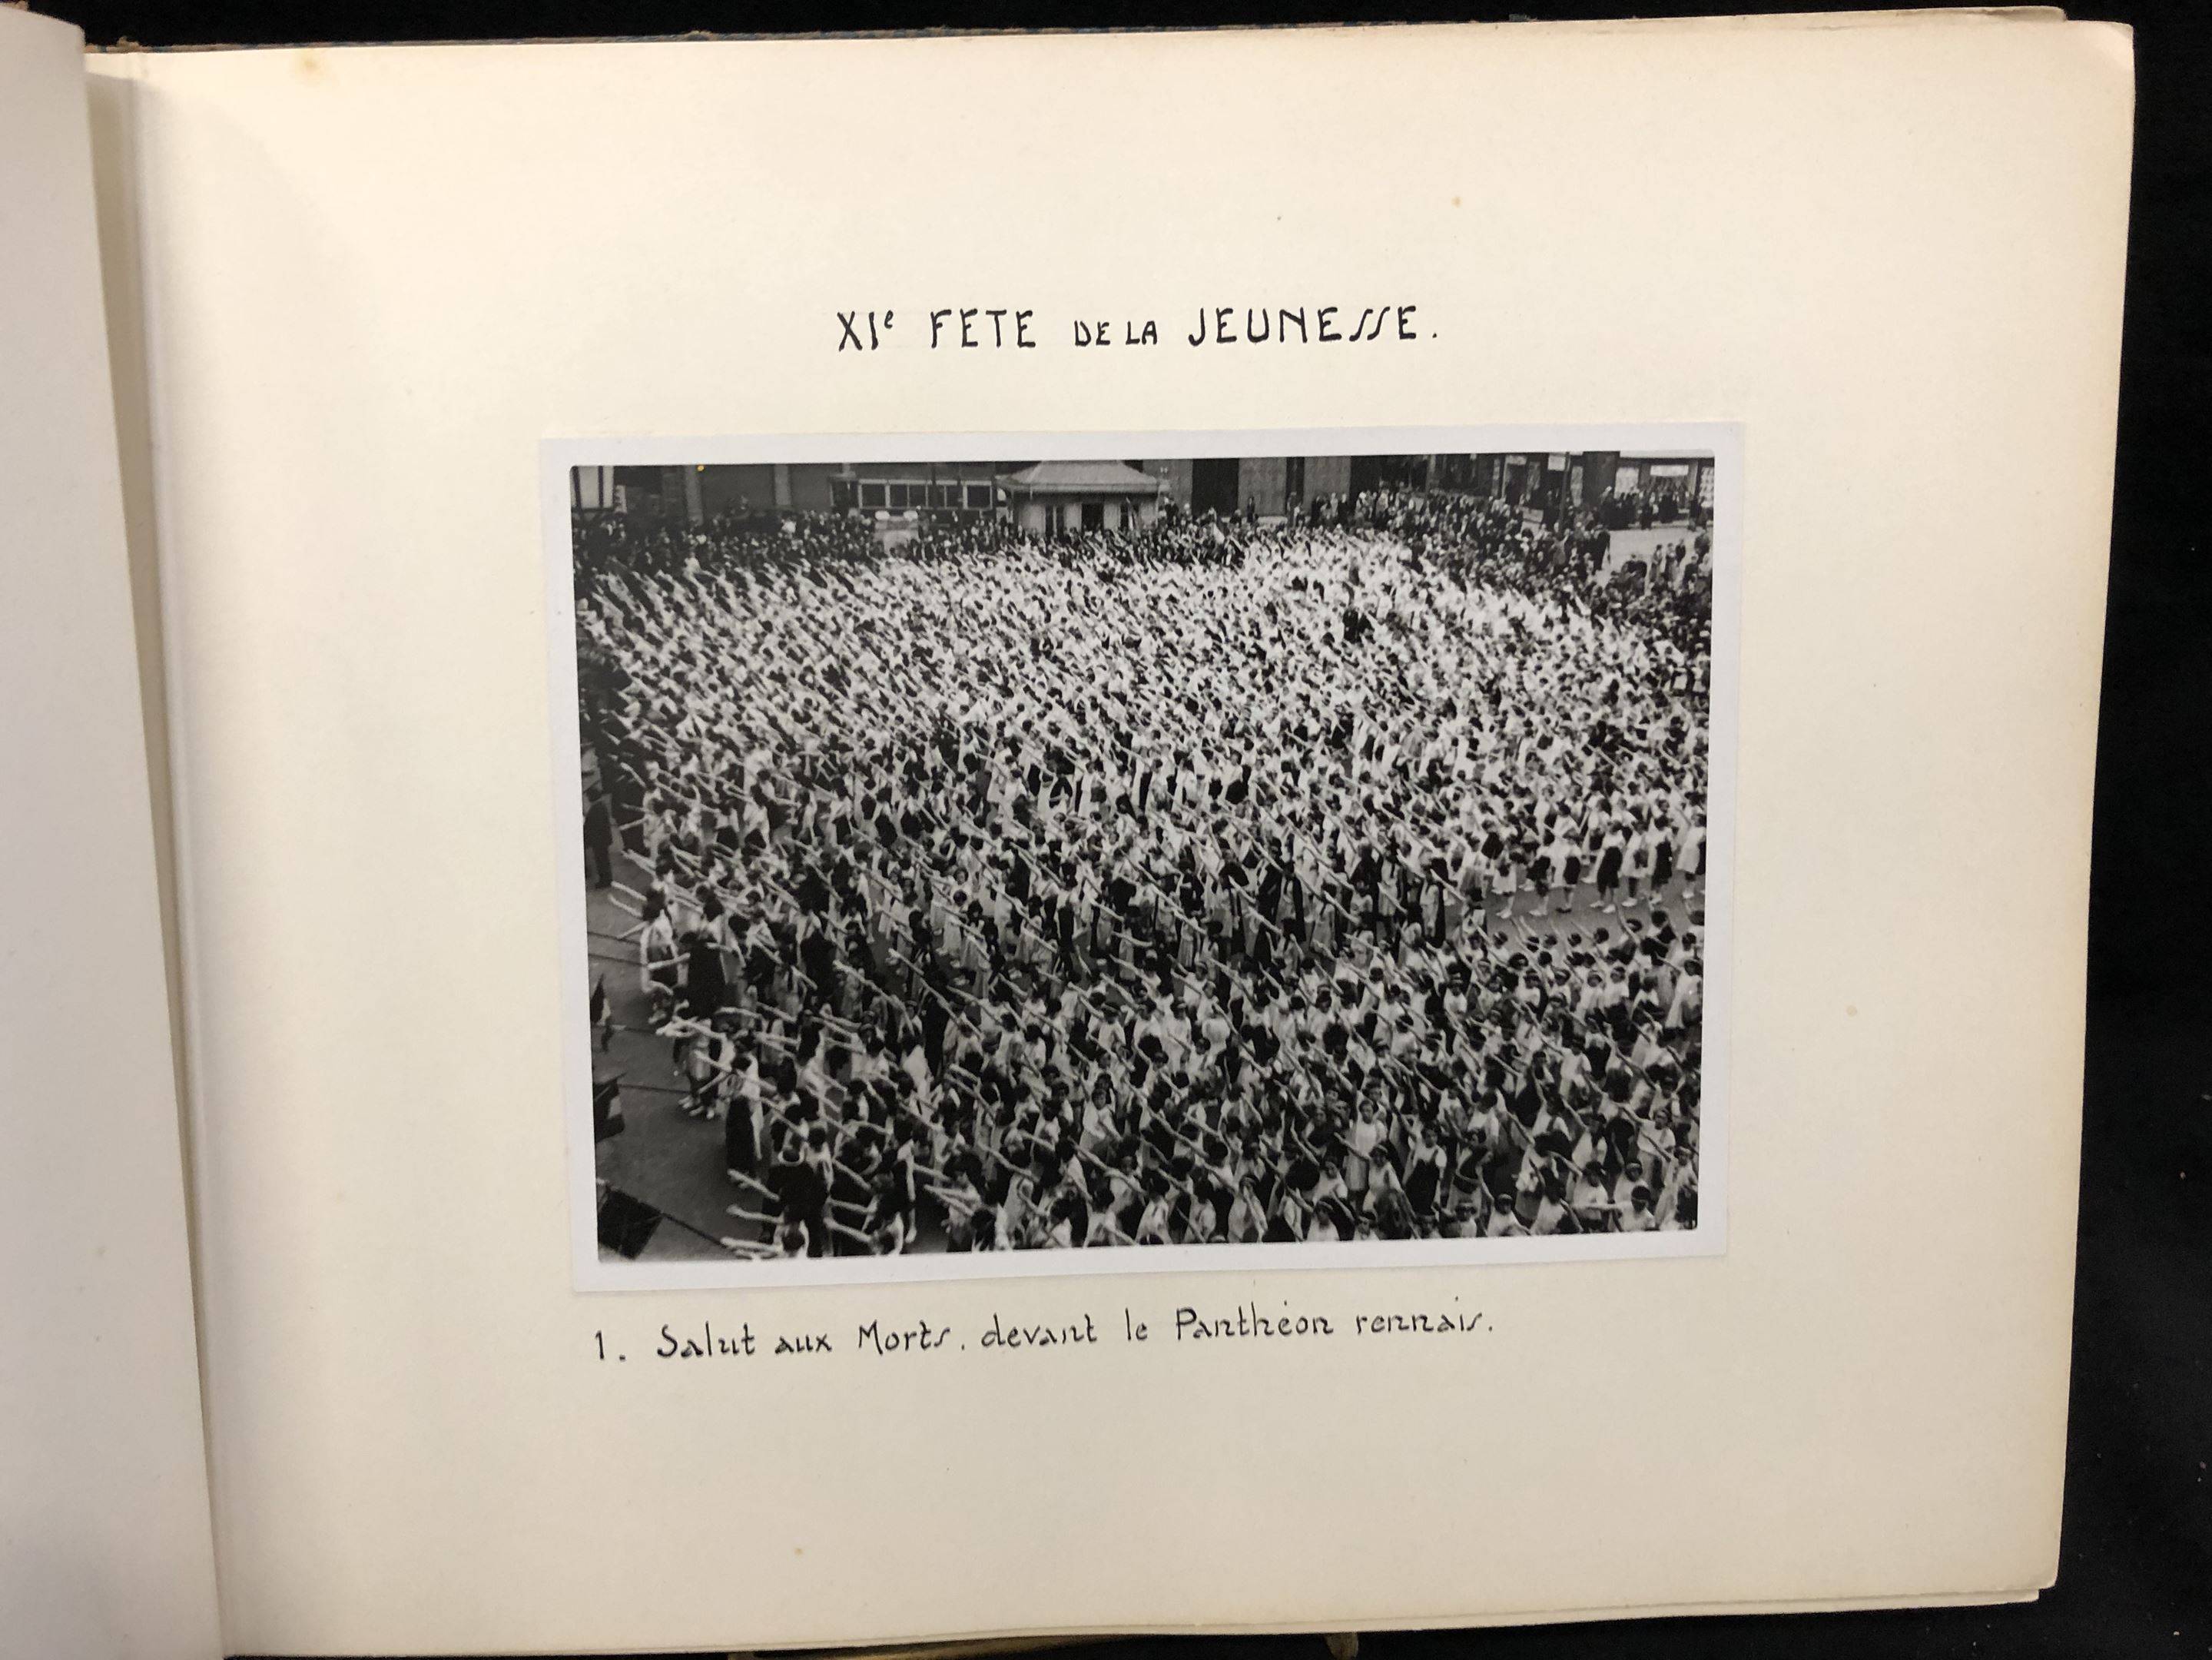 XIe FETE DE LA JEUNESSE.
1. Salut aux Morts. devant le Panthéon rennais.